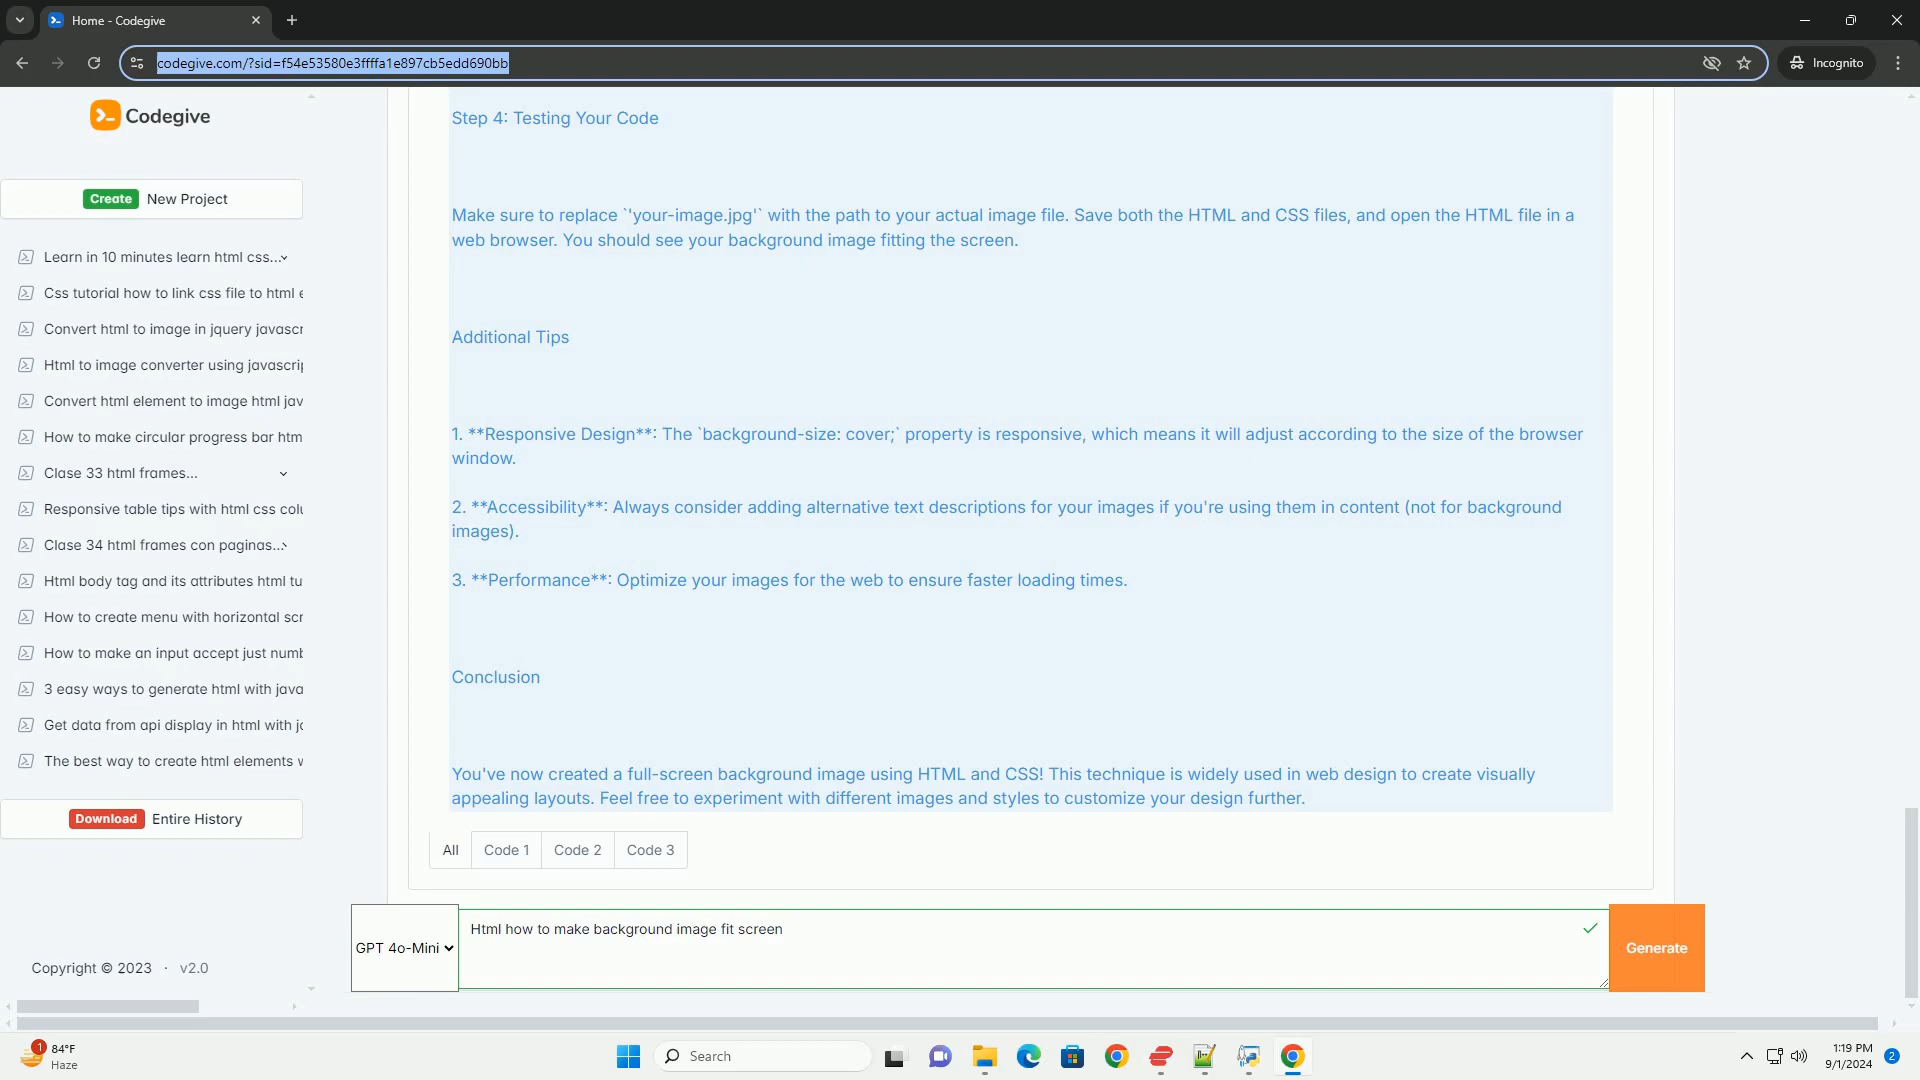 Home - Codegive
codegive.com/?sid=f54e53580e3ffffa1e897cb5edd690bb
Incognito
Codegive
Create New Project
Learn in 10 minutes learn html css...
Css tutorial how to link css file to html e
Convert html to image in jquery javascr
Html to image converter using javascrip
Convert html element to image html jav
How to make circular progress bar htm
Clase 33 html frames...
Responsive table tips with html css colu
Clase 34 html frames con paginas...
Html body tag and its attributes html tu
How to create menu with horizontal scr
How to make an input accept just numb
3 easy ways to generate html with java
Get data from api display in html with jo
The best way to create html elements w
Download Entire History
Copyright © 2023 · v2.0
Step 4: Testing Your Code
Make sure to replace `'your-image.jpg'` with the path to your actual image file. Save both the HTML and CSS files, and open the HTML file in a
web browser. You should see your background image fitting the screen.
Additional Tips
1. **Responsive Design**: The `background-size: cover;` property is responsive, which means it will adjust according to the size of the browser
window.
2. **Accessibility**: Always consider adding alternative text descriptions for your images if you're using them in content (not for background
images).
3. **Performance**: Optimize your images for the web to ensure faster loading times.
Conclusion
You've now created a full-screen background image using HTML and CSS! This technique is widely used in web design to create visually
appealing layouts. Feel free to experiment with different images and styles to customize your design further.
All Code 1 Code 2 Code 3
GPT 4o-Mini
Html how to make background image fit screen
Generate
1
84°F
Haze
Search
1:19 PM
9/1/2024
2